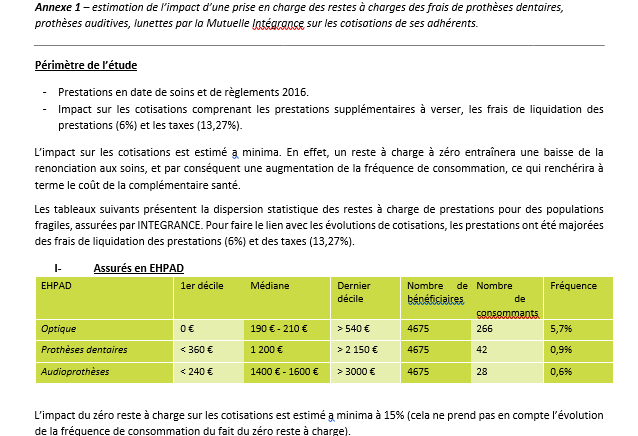 Annexe 1 – estimation de l'impact d'une prise en charge des restes à charges des frais de prothèses dentaires,
prothèses auditives, lunettes par la Mutuelle Intégrance sur les cotisations de ses adhérents.
Périmètre de l'étude
- Prestations en date de soins et de règlements 2016.
- Impact sur les cotisations comprenant les prestations supplémentaires à verser, les frais de liquidation des
prestations (6%) et les taxes (13,27%).
L'impact sur les cotisations est estimé a minima. En effet, un reste à charge à zéro entraînera une baisse de la
renonciation aux soins, et par conséquent une augmentation de la fréquence de consommation, ce qui renchérira à
terme le coût de la complémentaire santé.
Les tableaux suivants présentent la dispersion statistique des restes à charge de prestations pour des populations
fragiles, assurées par INTEGRANCE. Pour faire le lien avec les évolutions de cotisations, les prestations ont été majorées
des frais de liquidation des prestations (6%) et des taxes (13,27%).
I- Assurés en EHPAD
EHPAD 1er décile Médiane Dernier décile Nombre de bénéficiaires Nombre de consommants Fréquence
Optique 0 € 190 € - 210 € > 540 € 4675 266 5,7%
Prothèses dentaires < 360 € 1 200 € > 2 150 € 4675 42 0,9%
Audioprothèses < 240 € 1400 € - 1600 € > 3000 € 4675 28 0,6%
L'impact du zéro reste à charge sur les cotisations est estimé a minima à 15% (cela ne prend pas en compte l'évolution
de la fréquence de consommation du fait du zéro reste à charge).